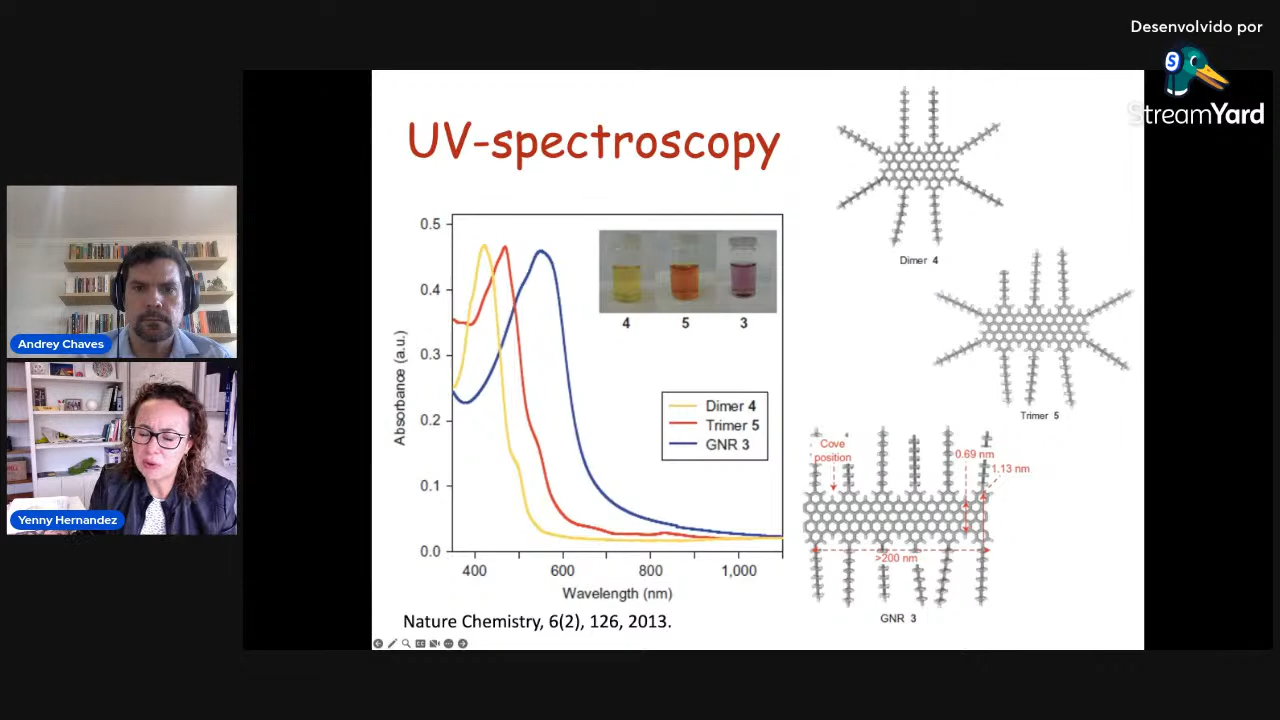 Desenvolvido por
StreamYard
UV-spectroscopy
Dimer 4
Trimer 5
Cove
position
0.69 nm
1.13 nm
>200 nm
GNR 3
0.5
0.4
0.3
0.2
0.1
0.0
Absorbance (a.u.)
400
600
800
1,000
Wavelength (nm)
4
5
3
Dimer 4
Trimer 5
GNR 3
Nature Chemistry, 6(2), 126, 2013.
Andrey Chaves
Yenny Hernandez